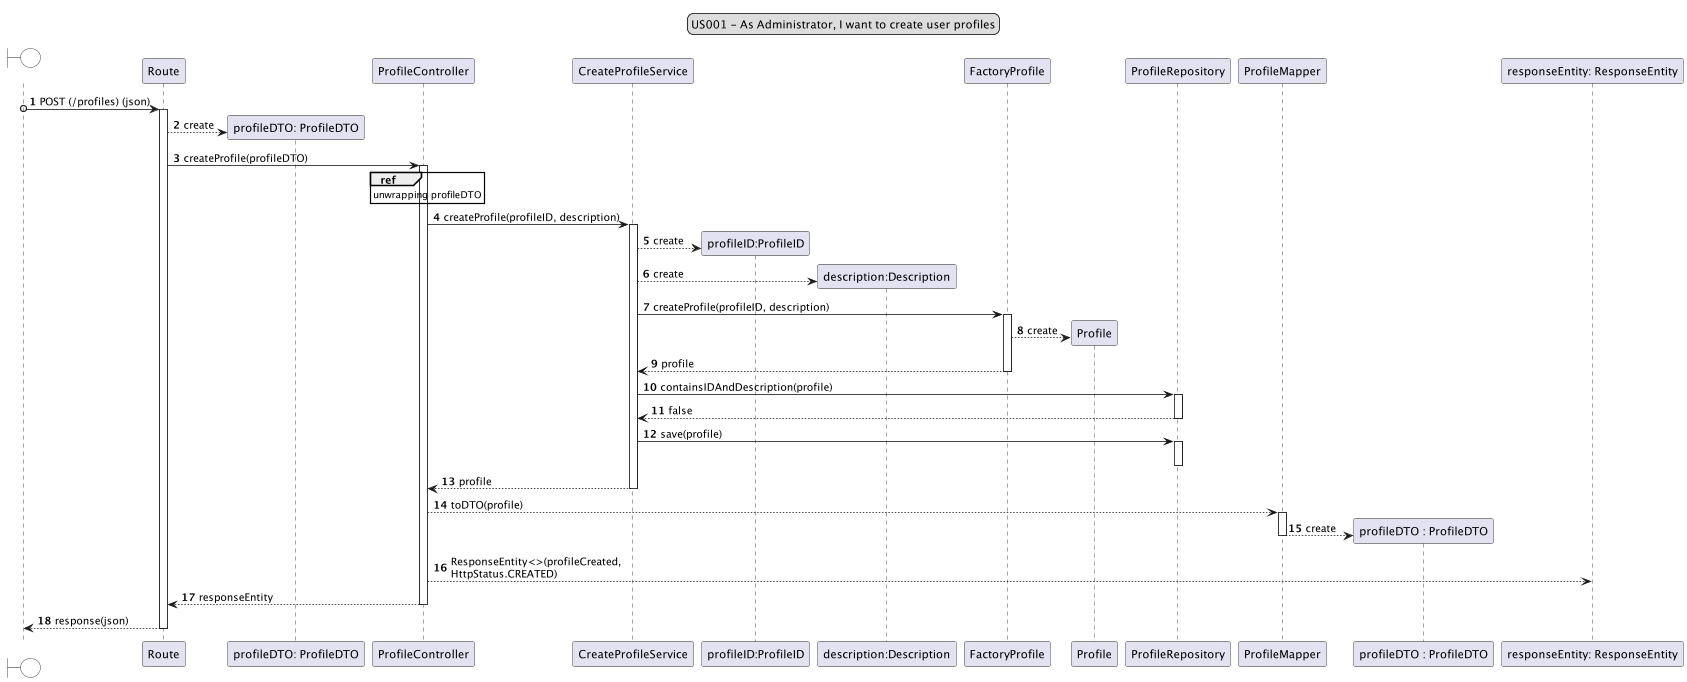 US001 - As Administrator, I want to create user profiles
Route
ProfileController
CreateProfileService
FactoryProfile
ProfileRepository
ProfileMapper
responseEntity: ResponseEntity
1 POST (/profiles) (json)
2 create
profileDTO: ProfileDTO
3 createProfile(profileDTO)
ref
unwrapping profileDTO
4 createProfile(profileID, description)
5 create
profileID:ProfileID
6 create
description:Description
7 createProfile(profileID, description)
8 create
Profile
9 profile
10 containsIDAndDescription(profile)
11 false
12 save(profile)
13 profile
14 toDTO(profile)
15 create
profileDTO : ProfileDTO
16 ResponseEntity<>(profileCreated,
HttpStatus.CREATED)
17 responseEntity
18 response(json)
Route
profileDTO: ProfileDTO
ProfileController
CreateProfileService
profileID:ProfileID
description:Description
FactoryProfile
Profile
ProfileRepository
ProfileMapper
profileDTO : ProfileDTO
responseEntity: ResponseEntity